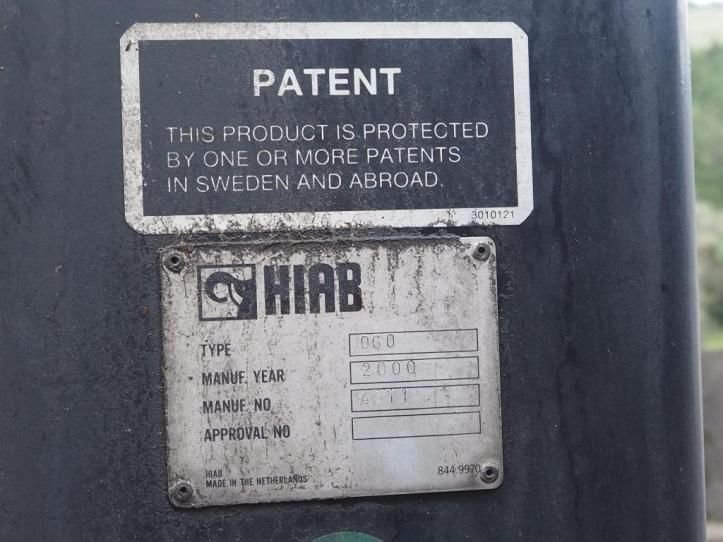 PATENT
THIS PRODUCT IS PROTECTED
BY ONE OR MORE PATENTS
IN SWEDEN AND ABROAD.
3010121
HIAB
TYPE 060
MANUF. YEAR 2000
MANUF. NO
APPROVAL NO
HIAB
MADE IN THE NETHERLANDS
844 9970